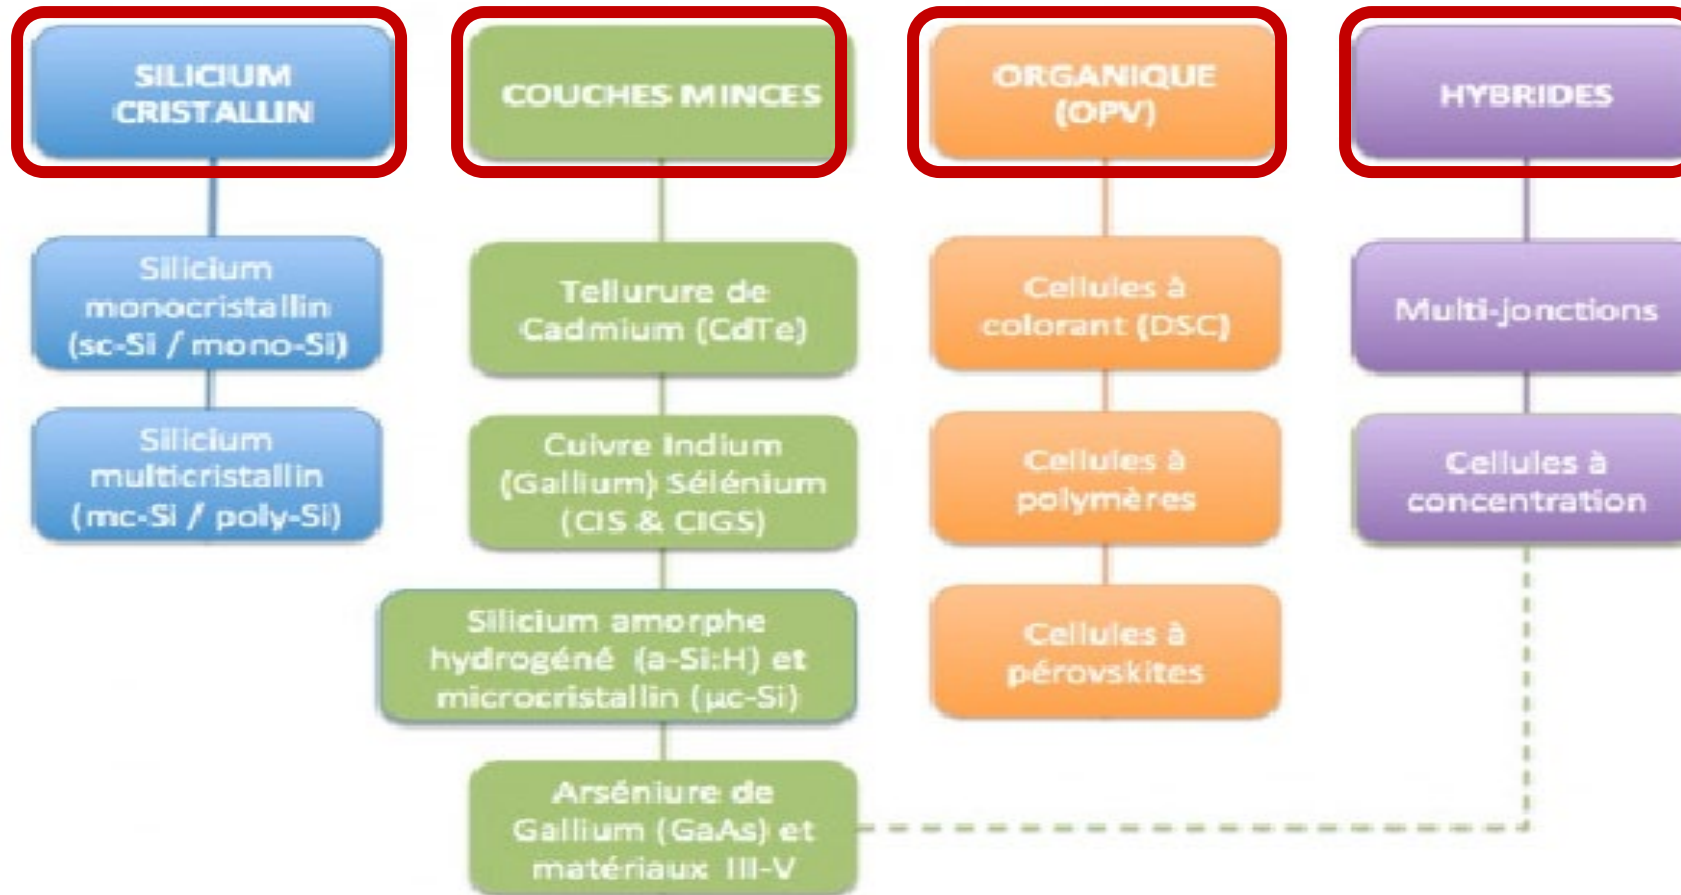 SILICIUM
CRISTALLIN
Silicium
monocristallin
(sc-Si / mono-Si)
Silicium
multicristallin
(mc-Si / poly-Si)
COUCHES MINCES
Tellurure de
Cadmium (CdTe)
Cuivre Indium
(Gallium) Sélénium
(CIS & CIGS)
Silicium amorphe
hydrogéné (a-Si:H) et
microcristallin (µc-Si)
Arséniure de
Gallium (GaAs) et
matériaux III-V
ORGANIQUE
(OPV)
Cellules à
colorant (DSC)
Cellules à
polymères
Cellules à
pérovskites
HYBRIDES
Multi-jonctions
Cellules à
concentration